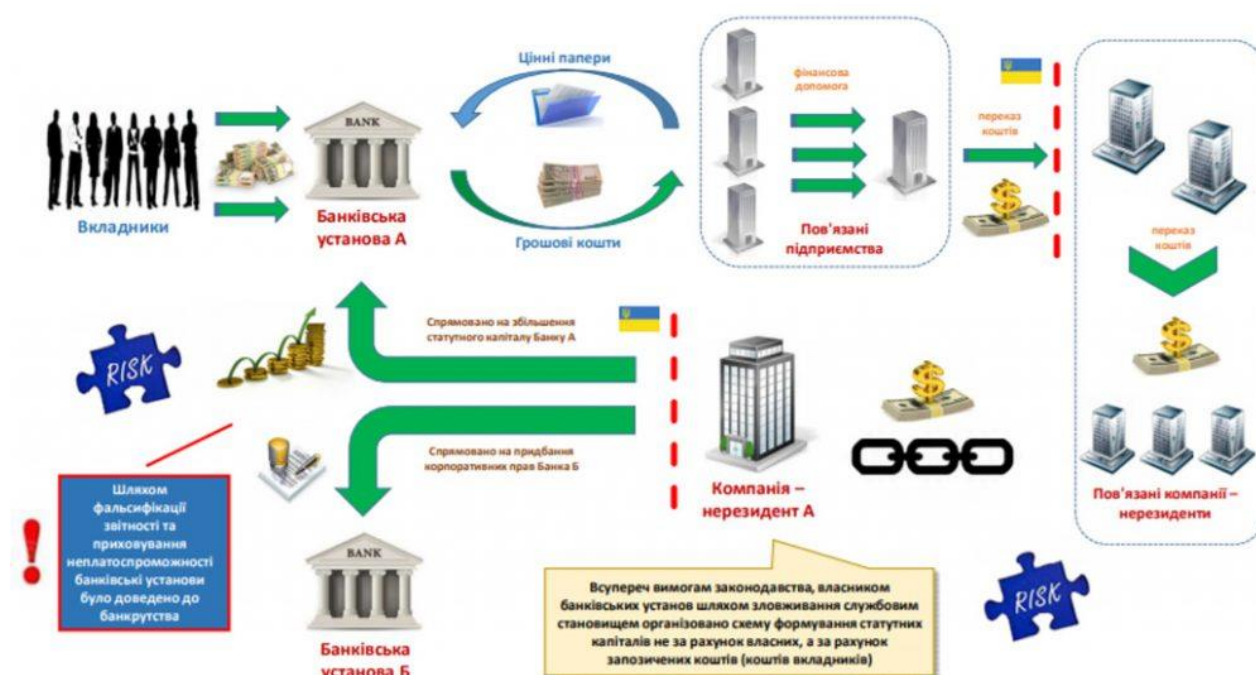 Цінні папери
фінансова
допомога
BANK
переказ
коштів
Вкладники
Банківська
установа А
Грошові кошти
Пов'язані
підприємства
переказ
коштів
Спрямовано на збільшення
статутного капіталу Банку А
RISK
Спрямовано на придбання
корпоративних прав Банка Б
Шляхом
фальсифікації
звітності та
приховування
неплатоспроможності
банківські установи
було доведено до
банкрутства
Компанія –
нерезидент А
Пов'язані компанії –
нерезиденти
BANK
Банківська
установа Б
Всупереч вимогам законодавства, власником
банківських установ шляхом зловживання службовим
становищем організовано схему формування статутних
капіталів не за рахунок власних, а за рахунок
запозичених коштів (коштів вкладників)
RISK